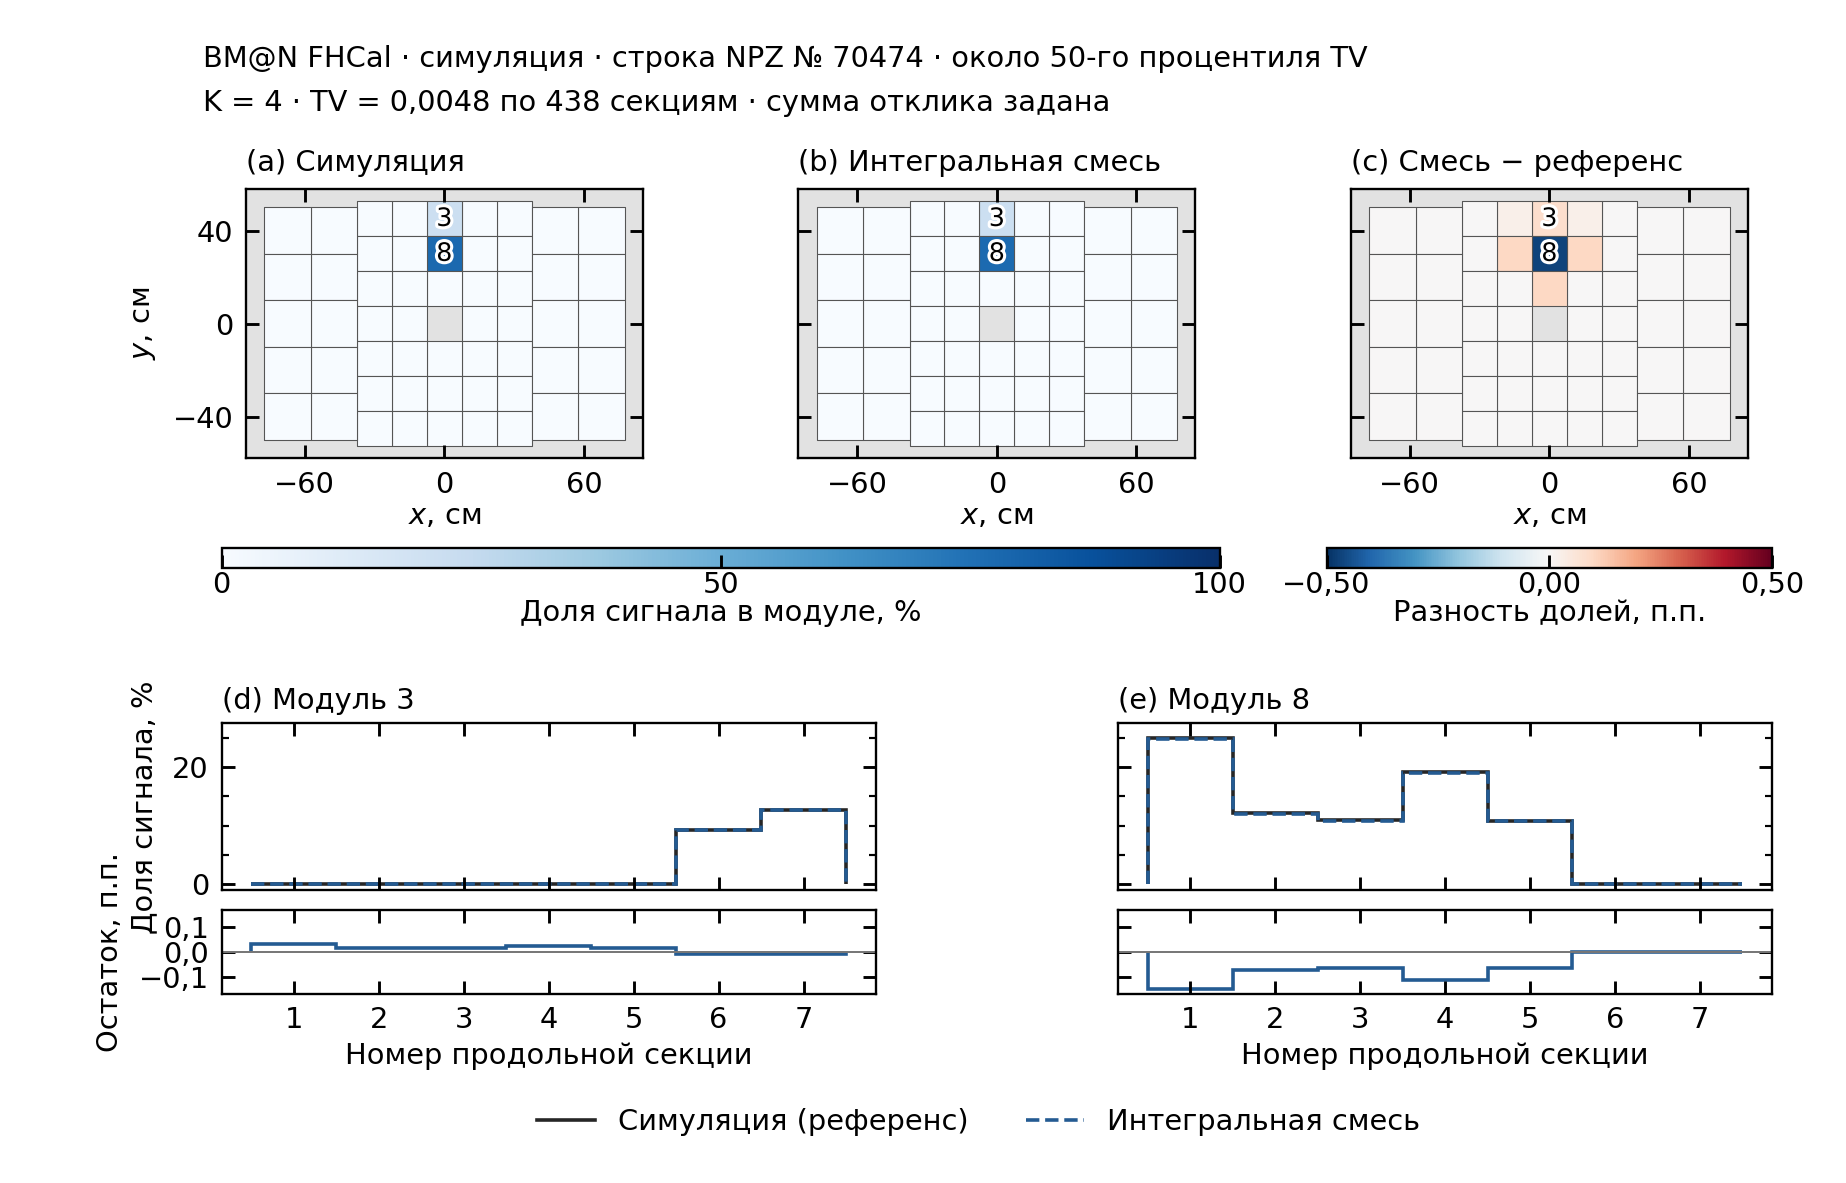 BM@N FHCal · симуляция · строка NPZ № 70474 · около 50-го процентиля TV
K = 4 · TV = 0,0048 по 438 секциям · сумма отклика задана
(a) Симуляция
(b) Интегральная смесь
(c) Смесь − референс
3
8
3
8
3
8
40
0
−40
y, см
−60 0 60
x, см
−60 0 60
x, см
−60 0 60
x, см
0 50 100
Доля сигнала в модуле, %
−0,50 0,00 0,50
Разность долей, п.п.
(d) Модуль 3
(e) Модуль 8
Доля сигнала, %
20
0
Остаток, п.п.
0,1
0,0
−0,1
1 2 3 4 5 6 7
Номер продольной секции
1 2 3 4 5 6 7
Номер продольной секции
Симуляция (референс)
Интегральная смесь